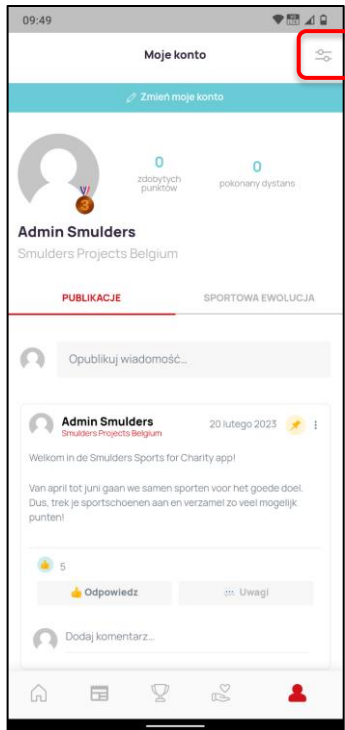 09:49
Moje konto
Zmień moje konto
0
zdobytych
punktów
0
pokonany dystans
3
Admin Smulders
Smulders Projects Belgium
PUBLIKACJE
SPORTOWA EWOLUCJA
Opublikuj wiadomość...
Admin Smulders
Smulders Projects Belgium
20 lutego 2023
Welkom in de Smulders Sports for Charity app!
Van april tot juni gaan we samen sporten voor het goede doel.
Dus, trek je sportschoenen aan en verzamel zo veel mogelijk
punten!
5
Odpowiedz
Uwagi
Dodaj komentarz...